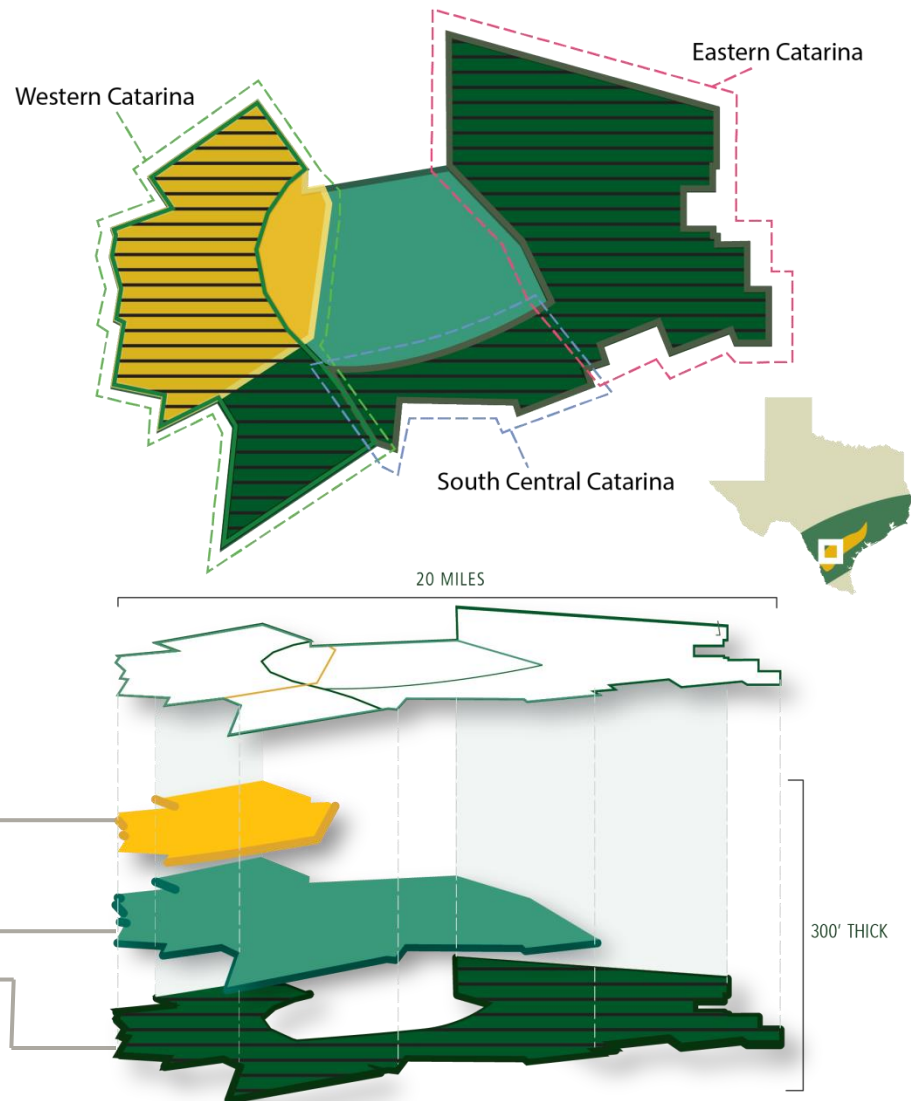 Eastern Catarina
Western Catarina
South Central Catarina
20 MILES
300' THICK